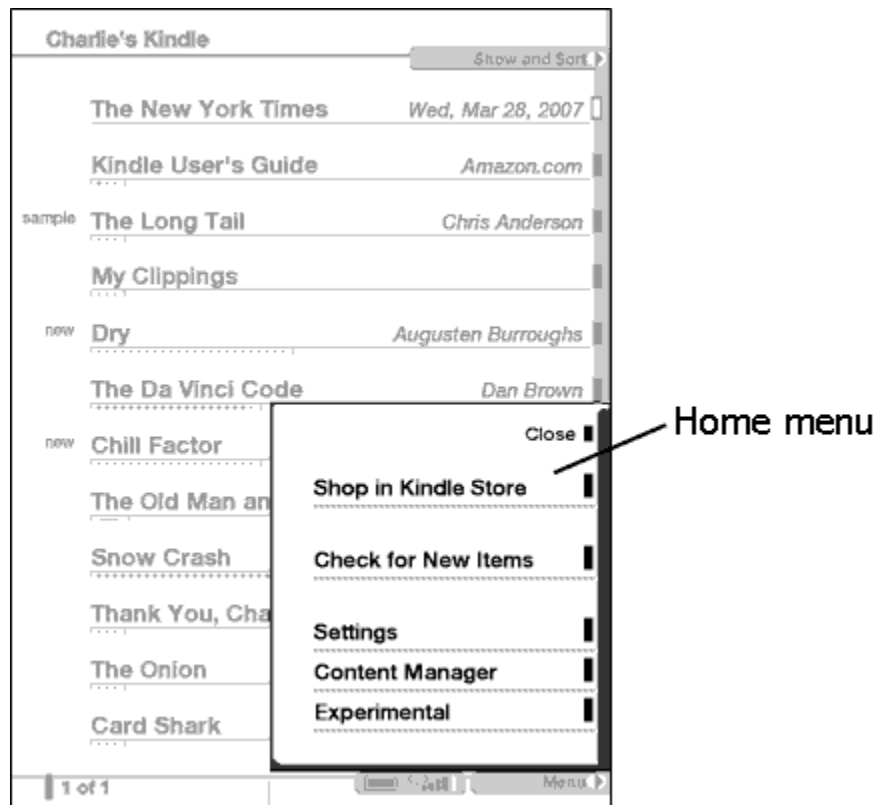 Charlie's Kindle
Show and Sort
The New York Times Wed, Mar 28, 2007
Kindle User's Guide Amazon.com
sample The Long Tail Chris Anderson
My Clippings
new Dry Augusten Burroughs
The Da Vinci Code Dan Brown
Close
Home menu
new Chill Factor
Shop in Kindle Store
The Old Man an
Snow Crash
Check for New Items
Thank You, Cha
Settings
The Onion
Content Manager
Experimental
Card Shark
1 of 1
Menu